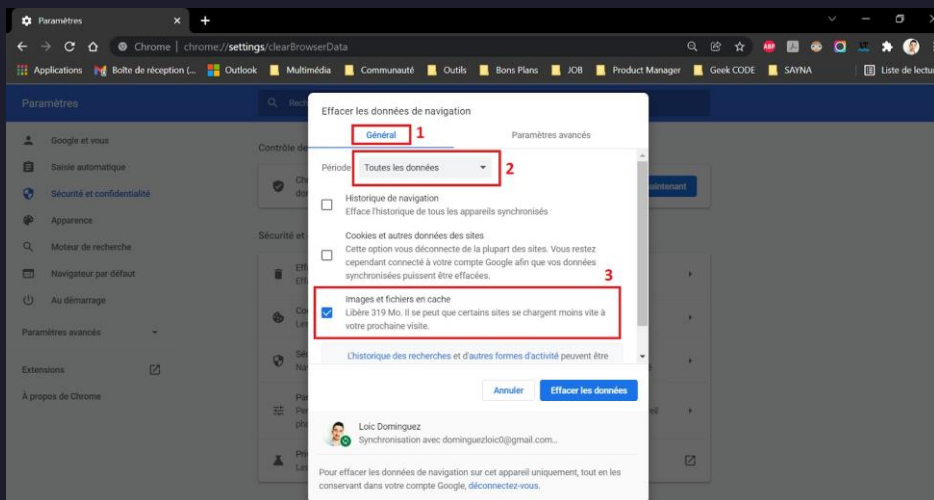 Paramètres
Chrome | chrome://settings/clearBrowserData
Applications
Boîte de réception (...
Outlook
Multimédia
Communauté
Outils
Bons Plans
JOB
Product Manager
Geek CODE
SAYNA
Liste de lectu
Paramètres
Rech
Google et vous
Saisie automatique
Sécurité et confidentialité
Apparence
Moteur de recherche
Navigateur par défaut
Au démarrage
Paramètres avancés
Extensions
À propos de Chrome
Contrôle de
maintenant
Sécurité et
Effacer les données de navigation
Général 1
Paramètres avancés
Période Toutes les données 2
Historique de navigation
Efface l'historique de tous les appareils synchronisés
Cookies et autres données des sites
Cette option vous déconnecte de la plupart des sites. Vous restez
cependant connecté à votre compte Google afin que vos données
synchronisées puissent être effacées. 3
Images et fichiers en cache
Libère 319 Mo. Il se peut que certains sites se chargent moins vite à
votre prochaine visite.
L'historique des recherches et d'autres formes d'activité peuvent être
Annuler
Effacer les données
Loic Dominguez
Synchronisation avec dominguezloic0@gmail.com...
Pour effacer les données de navigation sur cet appareil uniquement, tout en les
conservant dans votre compte Google, déconnectez-vous.